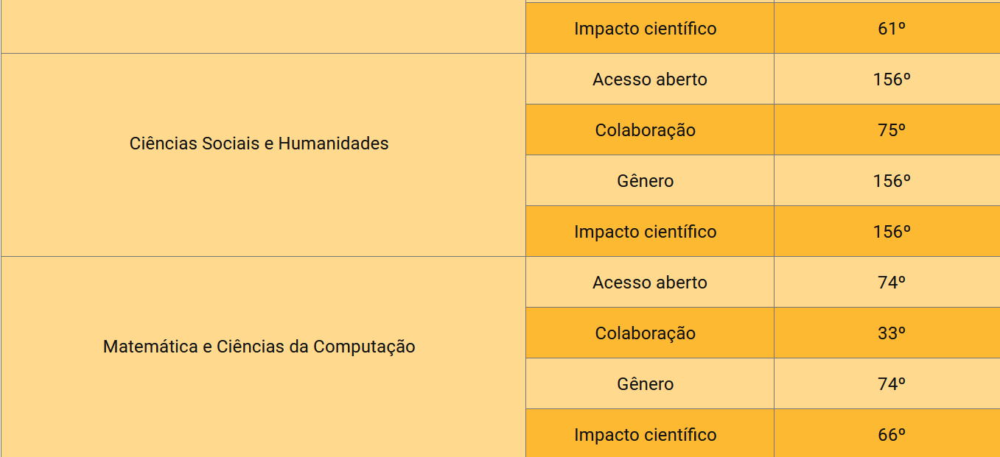 Impacto científico 61º
Acesso aberto 156º
Colaboração 75º
Ciências Sociais e Humanidades
Gênero 156º
Impacto científico 156º
Acesso aberto 74º
Colaboração 33º
Matemática e Ciências da Computação
Gênero 74º
Impacto científico 66º